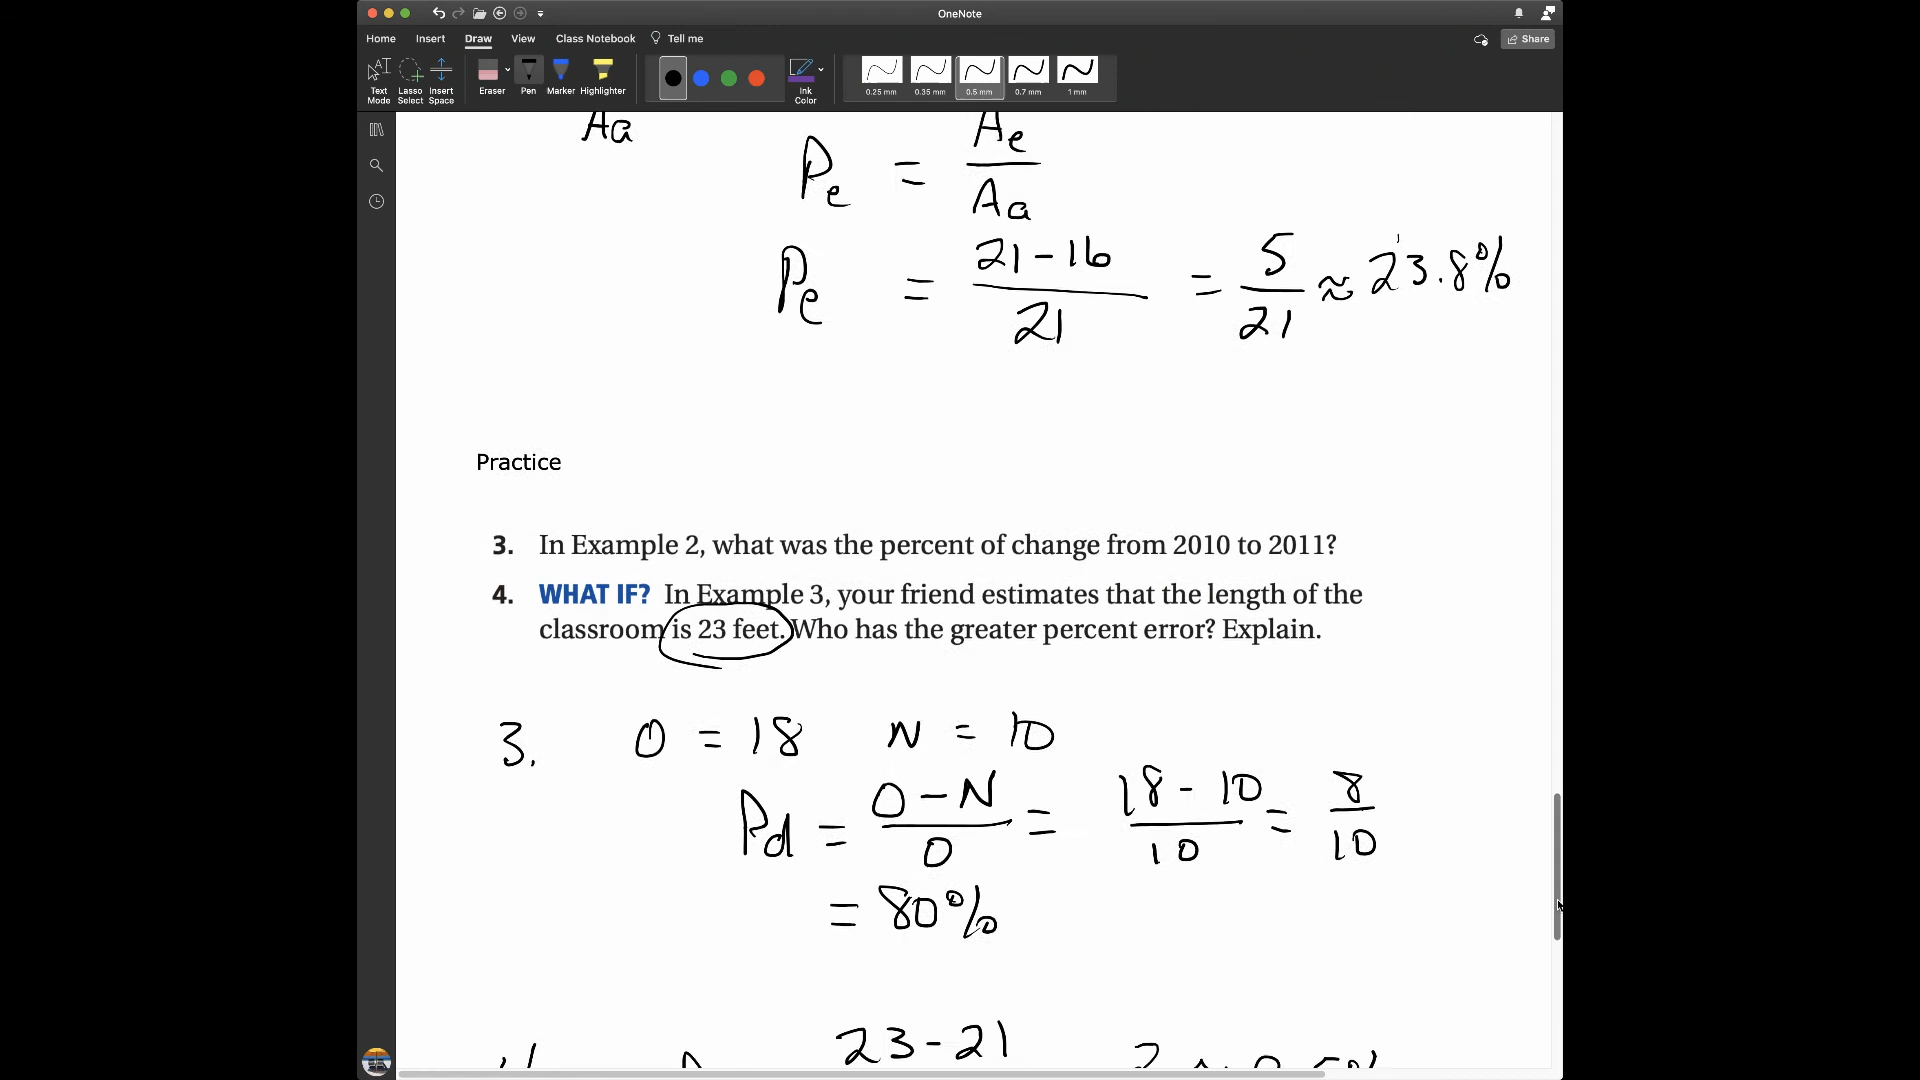 OneNote
Home Insert Draw View Class Notebook Tell me Share
Text Mode Lasso Select Insert Space Eraser Pen Marker Highlighter Ink Color 0.25 mm 0.35 mm 0.5 mm 0.7 mm 1 mm
Aa
Pe = Ae / Aa
Pe = 21 - 16 / 21 = 5 / 21 ≈ 23.8%
Practice
3. In Example 2, what was the percent of change from 2010 to 2011?
4. WHAT IF? In Example 3, your friend estimates that the length of the
classroom is 23 feet. Who has the greater percent error? Explain.
3. O = 18 N = 10
Pd = O - N / O = 18 - 10 / 10 = 8 / 10
= 80%
23 - 21